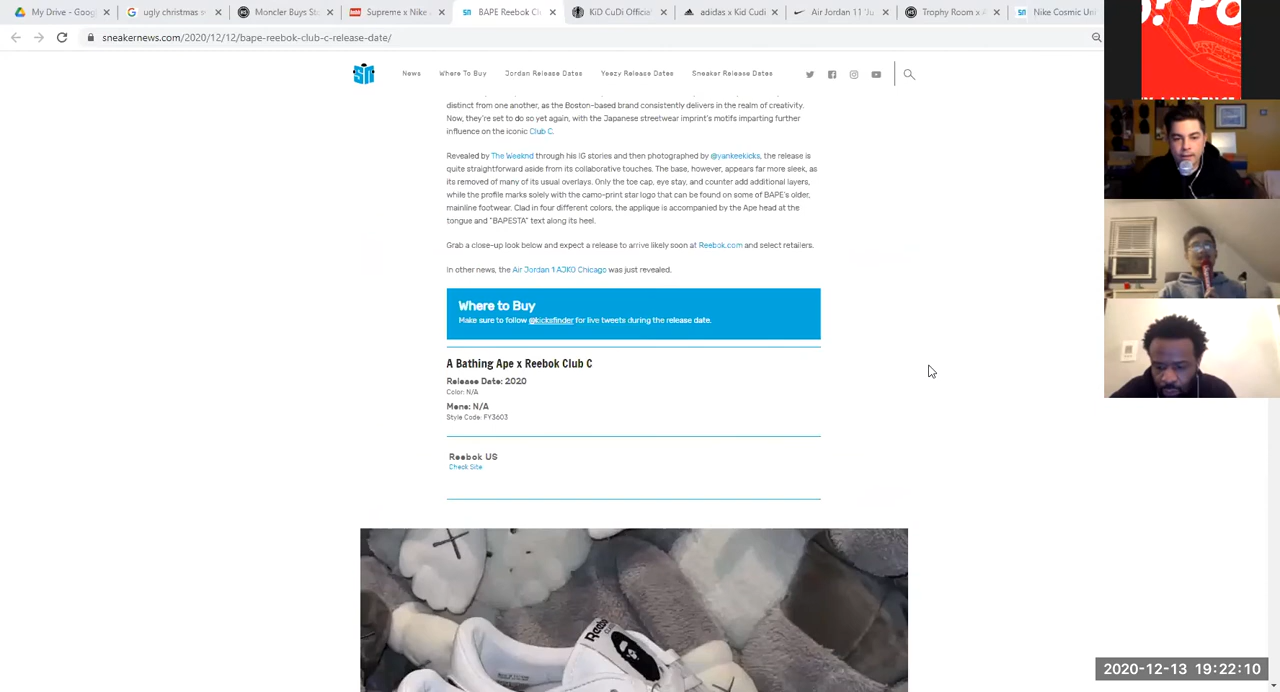 My Drive - Goog
ugly christmas s
Moncler Buys Sto
Supreme x Nike
BAPE Reebok Cl
KiD CuDi Official
adidas x Kid Cudi
Air Jordan 11 'Ju
Trophy Room x A
Nike Cosmic Uni
sneakernews.com/2020/12/12/bape-reebok-club-c-release-date/
SN
News
Where To Buy
Jordan Release Dates
Yeezy Release Dates
Sneaker Release Dates
distinct from one another, as the Boston-based brand consistently delivers in the realm of creativity.
Now, they're set to do so yet again, with the Japanese streetwear imprint's motifs imparting further
influence on the iconic Club C.
Revealed by The Weeknd through his IG stories and then photographed by @yankeekicks, the release is
quite straightforward aside from its collaborative touches. The base, however, appears far more sleek, as
its removed of many of its usual overlays. Only the toe cap, eye stay, and counter add additional layers,
while the profile marks solely with the camo-print star logo that can be found on some of BAPE's older,
mainline footwear. Clad in four different colors, the applique is accompanied by the Ape head at the
tongue and "BAPESTA" text along its heel.
Grab a close-up look below and expect a release to arrive likely soon at Reebok.com and select retailers.
In other news, the Air Jordan 1 AJKO Chicago was just revealed.
Where to Buy
Make sure to follow @kicksfinder for live tweets during the release date.
A Bathing Ape x Reebok Club C
Release Date: 2020
Color: N/A
Mens: N/A
Style Code: FY3603
Reebok US
Check Site
Reebok
2020-12-13 19:22:10